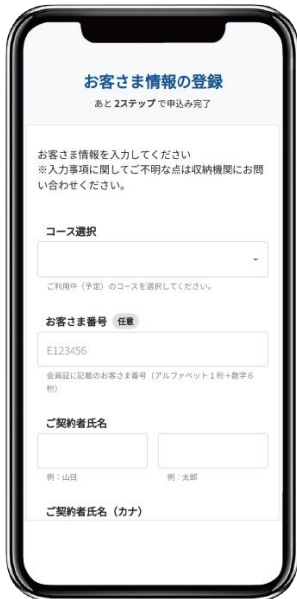 お客さま情報の登録
あと 2ステップ で申込み完了
お客さま情報を入力してください
※入力事項に関してご不明な点は収納機関にお問
い合わせください。
コース選択
ご利用中（予定）のコースを選択してください。
お客さま番号 任意
E123456
会員証に記載のお客さま番号（アルファベット１桁＋数字６
桁）
ご契約者氏名
例：山目 例：太郎
ご契約者氏名（カナ）